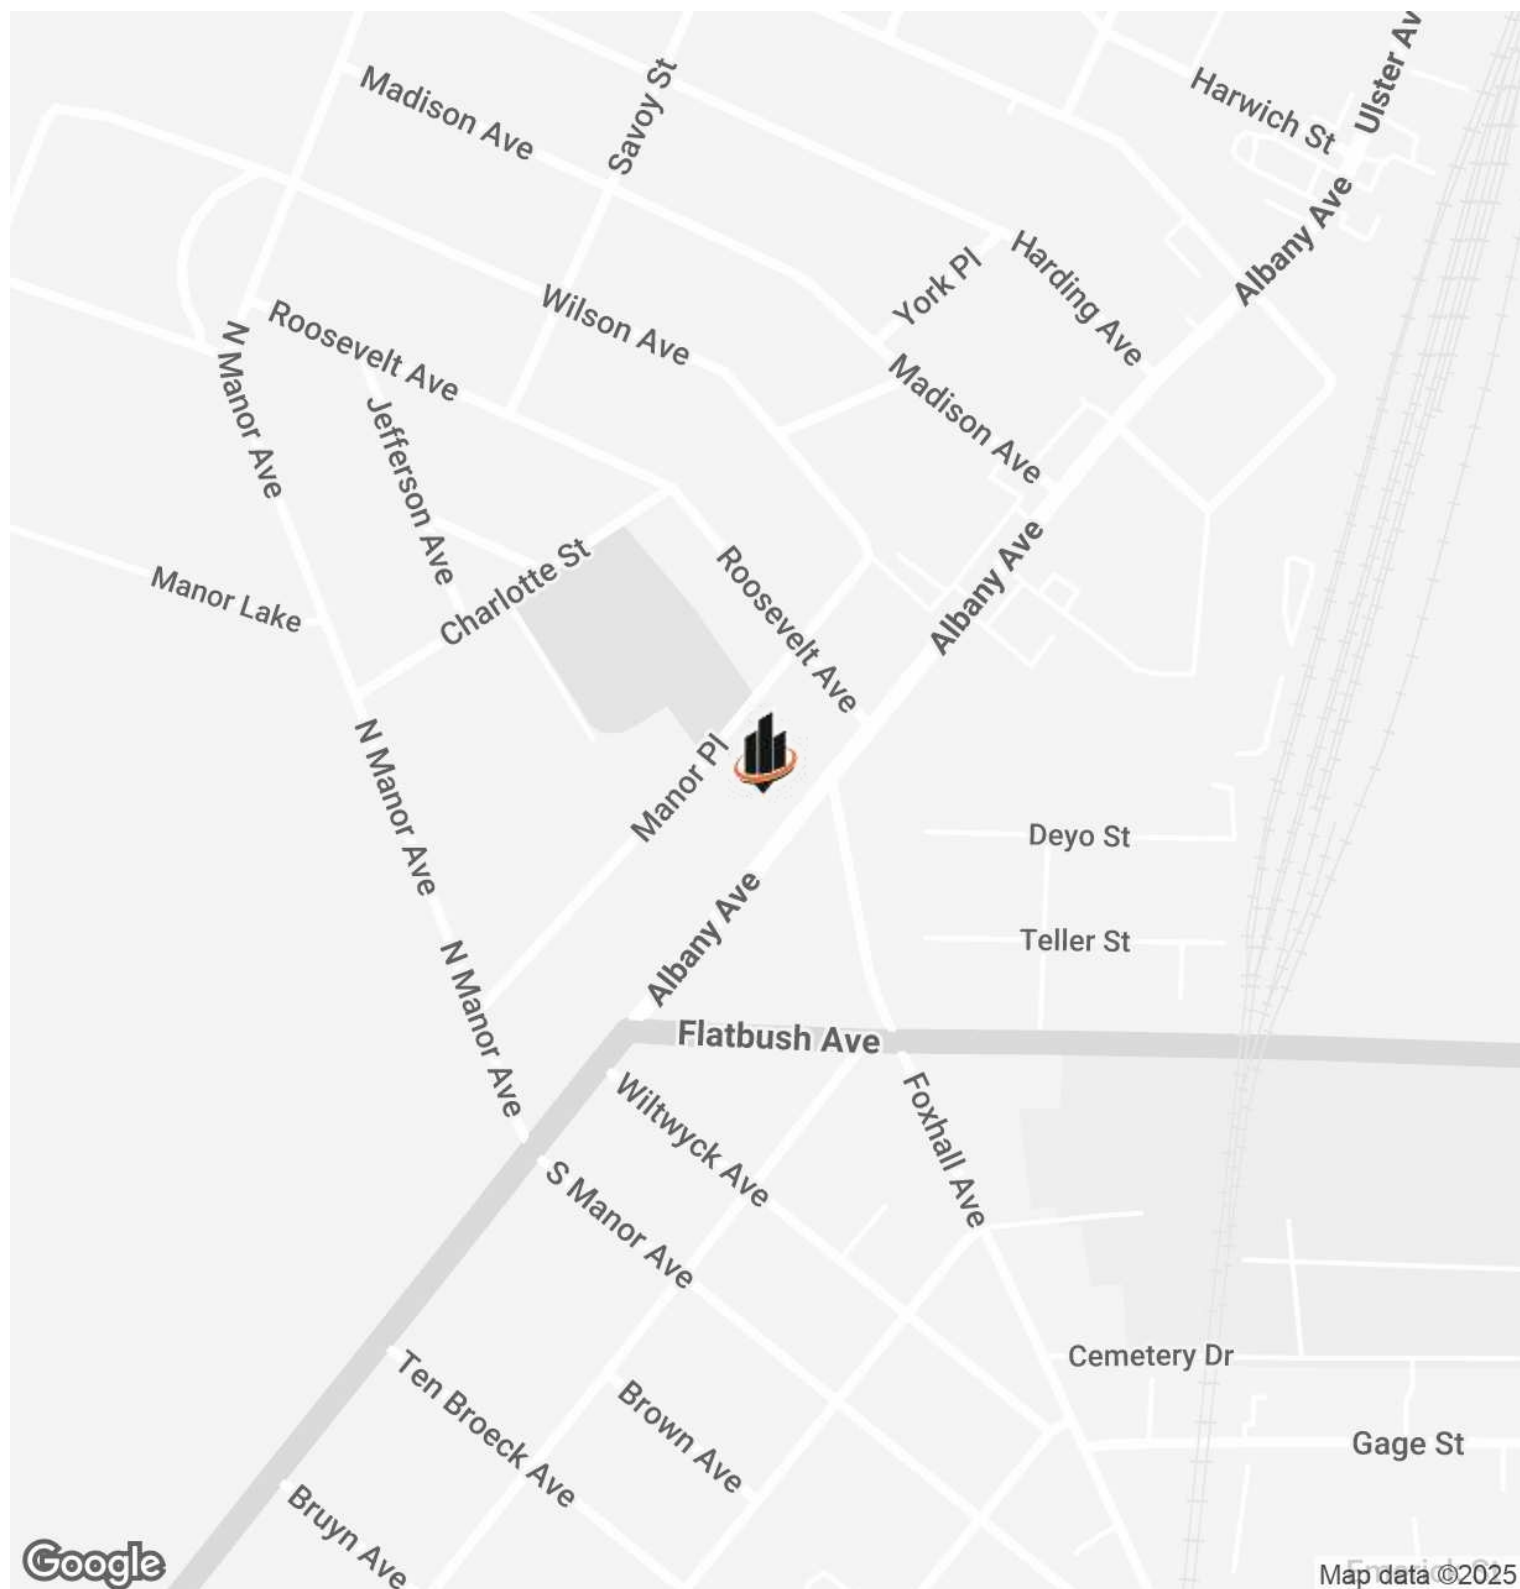 Ulster Av
Harwich St
Madison Ave
Savoy St
Albany Ave
York Pl
Harding Ave
Wilson Ave
Roosevelt Ave
N Manor Ave
Madison Ave
Jefferson Ave
Charlotte St
Albany Ave
Roosevelt Ave
Manor Lake
N Manor Ave
Manor Pl
Deyo St
Albany Ave
Teller St
N Manor Ave
Flatbush Ave
Wiltwyck Ave
Foxhall Ave
S Manor Ave
Cemetery Dr
Ten Broeck Ave
Brown Ave
Gage St
Bruyn Ave
Google
Map data ©2025